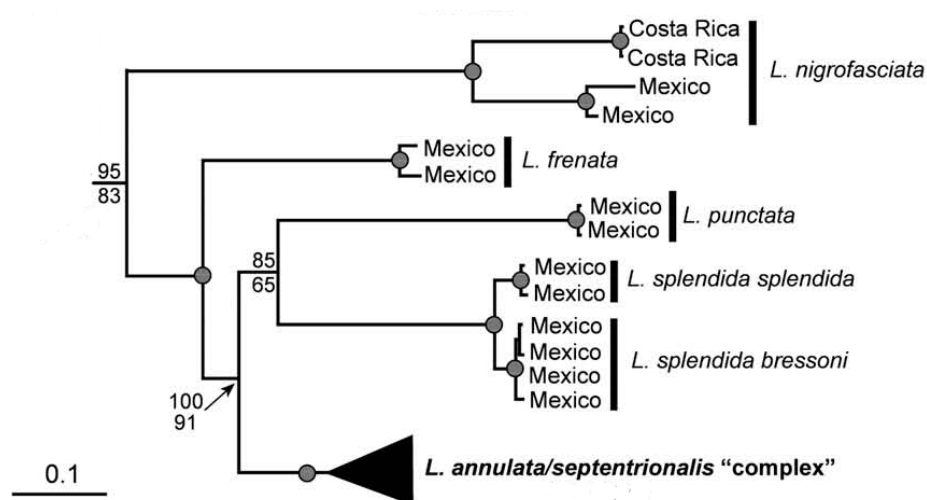 Costa Rica
Costa Rica
L. nigrofasciata
Mexico
Mexico
Mexico
L. frenata
Mexico
95
83
Mexico
L. punctata
Mexico
85
65
Mexico
L. splendida splendida
Mexico
Mexico
Mexico
L. splendida bressoni
Mexico
Mexico
100
91
L. annulata/septentrionalis “complex”
0.1